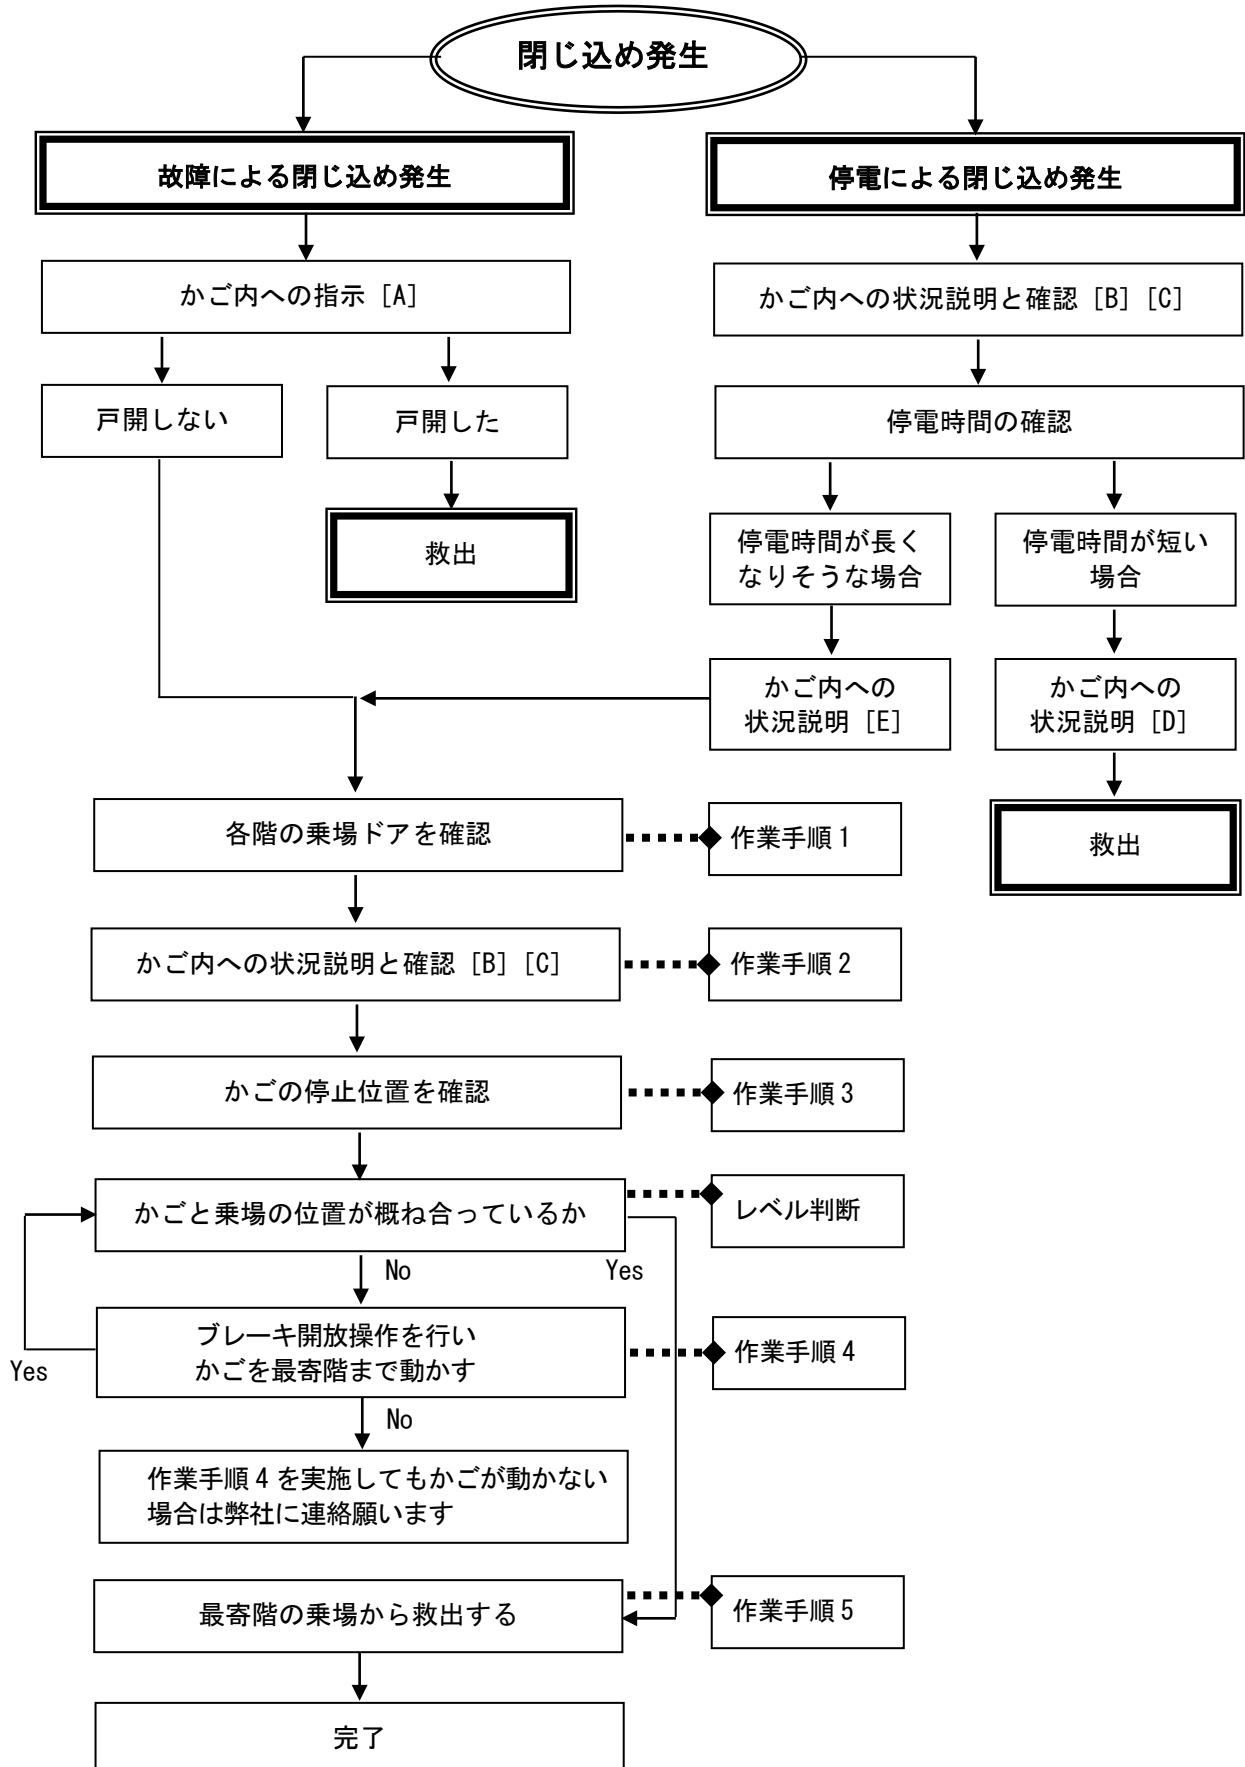 閉じ込め発生
故障による閉じ込め発生
停電による閉じ込め発生
かご内への指示［A］
かご内への状況説明と確認［B］［C］
戸開しない
戸開した
停電時間の確認
救出
停電時間が長く
なりそうな場合
停電時間が短い
場合
かご内への
状況説明［E］
かご内への
状況説明［D］
救出
各階の乗場ドアを確認
作業手順1
かご内への状況説明と確認［B］［C］
作業手順2
かごの停止位置を確認
作業手順3
かごと乗場の位置が概ね合っているか
レベル判断
No
Yes
ブレーキ開放操作を行い
かごを最寄階まで動かす
作業手順4
Yes
No
作業手順4を実施してもかごが動かない
場合は弊社に連絡願います
最寄階の乗場から救出する
作業手順5
完了